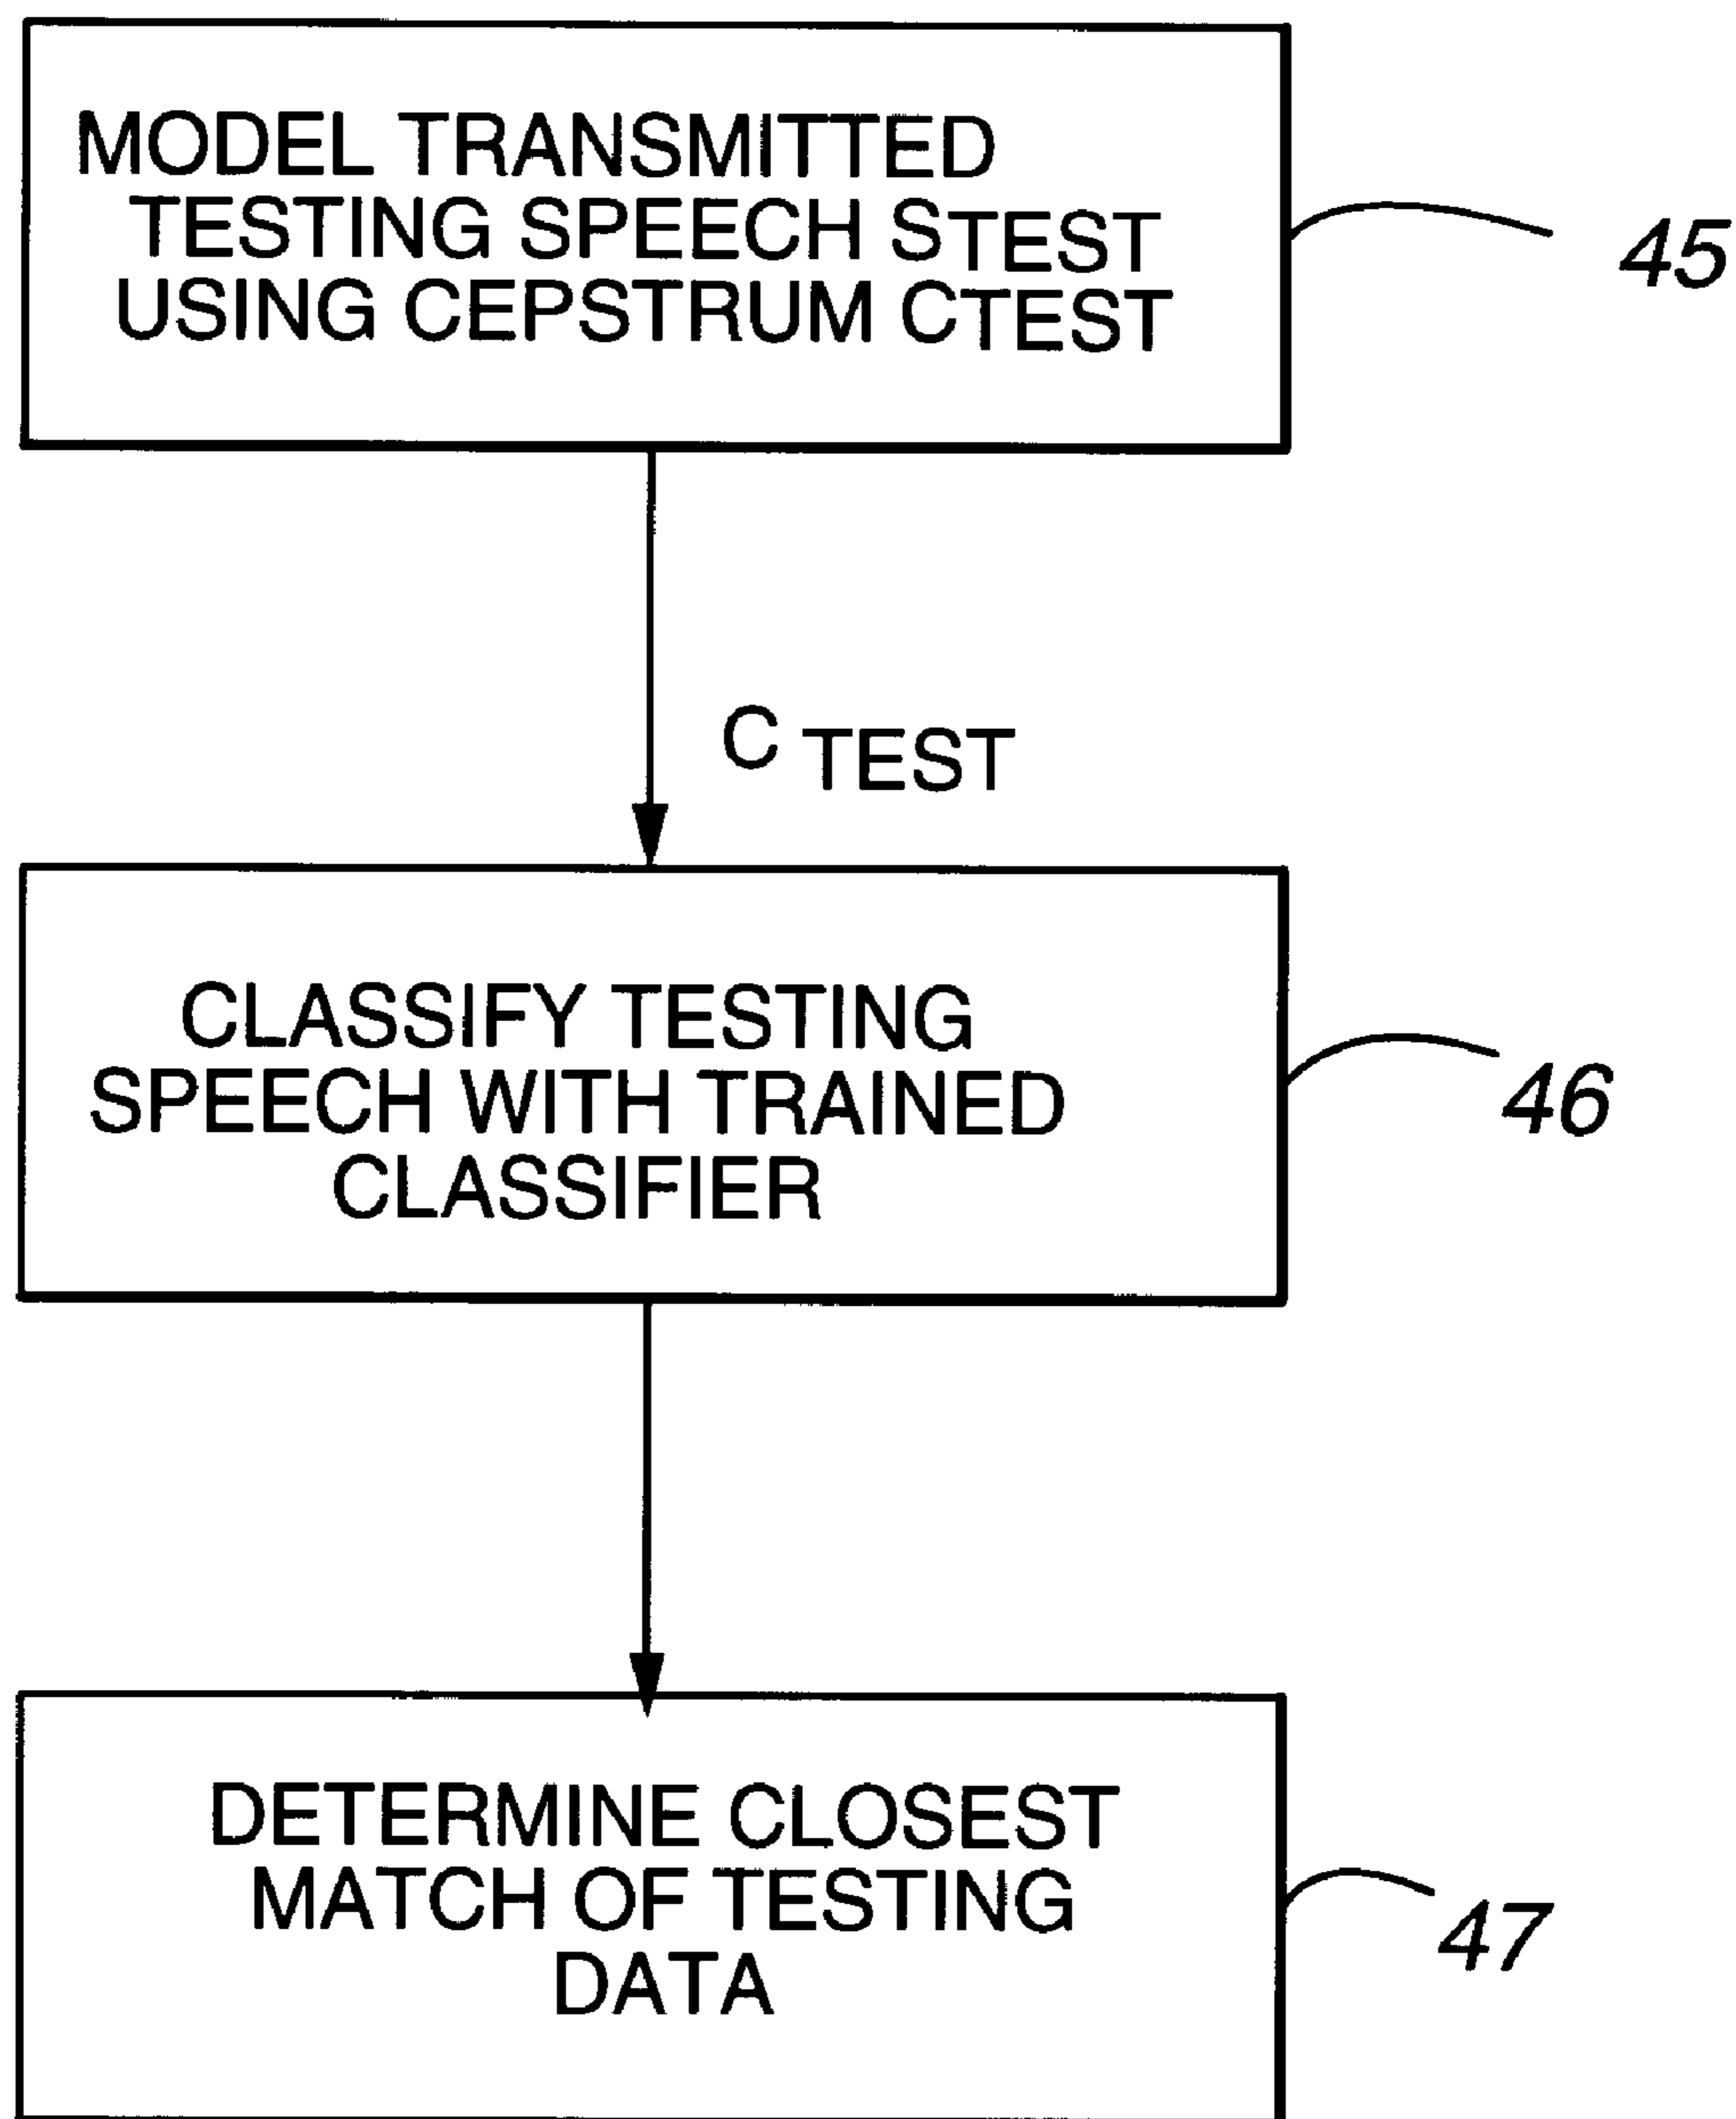 MODEL TRANSMITTED
TESTING SPEECH STEST
USING CEPSTRUM CTEST
45
C TEST
CLASSIFY TESTING
SPEECH WITH TRAINED
CLASSIFIER
46
DETERMINE CLOSEST
MATCH OF TESTING
DATA
47